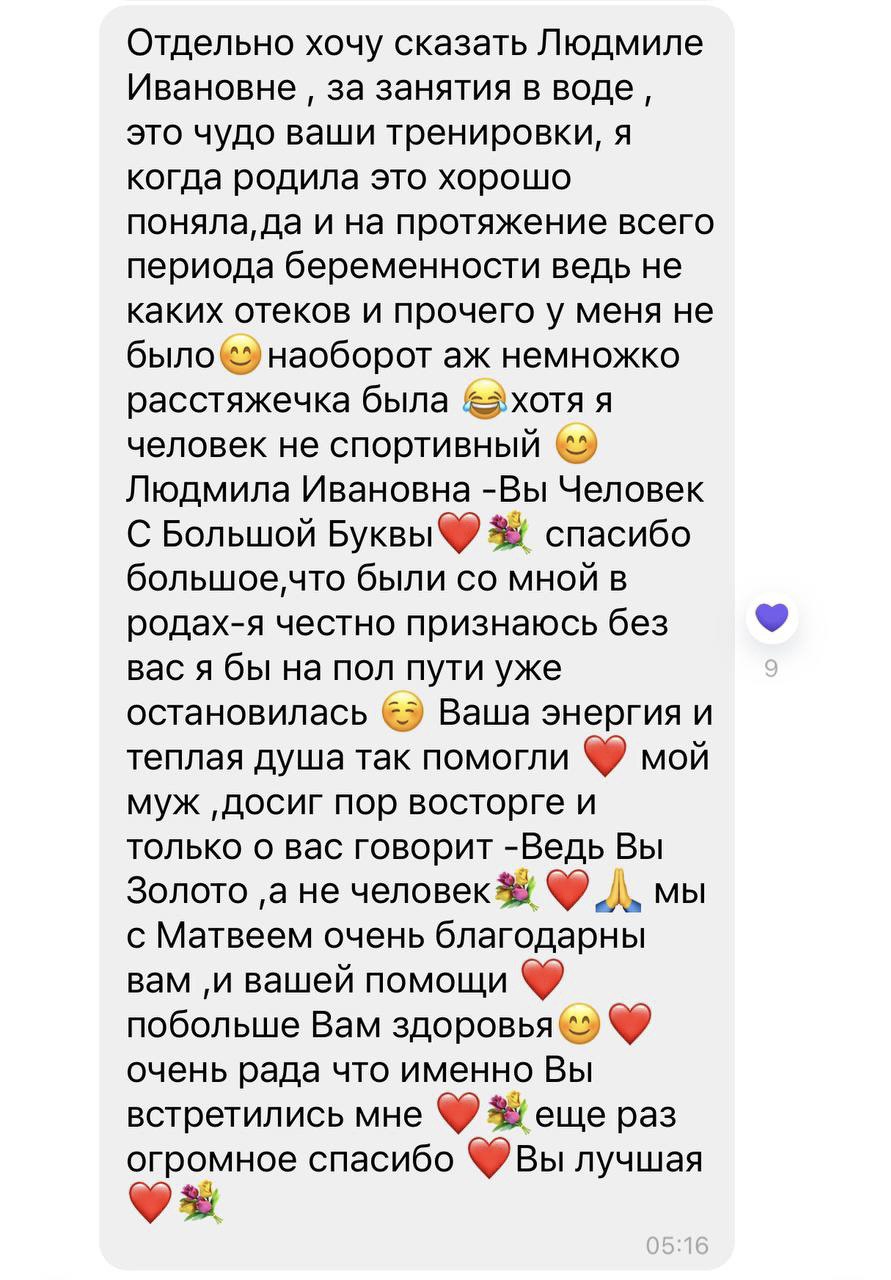 Отдельно хочу сказать Людмиле
Ивановне , за занятия в воде ,
это чудо ваши тренировки, я
когда родила это хорошо
поняла,да и на протяжение всего
периода беременности ведь не
каких отеков и прочего у меня не
было😊наоборот аж немножко
расстяжечка была 😂хотя я
человек не спортивный 😊
Людмила Ивановна -Вы Человек
С Большой Буквы❤️💐 спасибо
большое,что были со мной в
родах-я честно признаюсь без
вас я бы на пол пути уже
остановилась ☺️ Ваша энергия и
теплая душа так помогли ❤️ мой
муж ,досиг пор восторге и
только о вас говорит -Ведь Вы
Золото ,а не человек💐❤️🙏 мы
с Матвеем очень благодарны
вам ,и вашей помощи ❤️
побольше Вам здоровья😊❤️
очень рада что именно Вы
встретились мне ❤️💐еще раз
огромное спасибо ❤️Вы лучшая
❤️💐
05:16
9